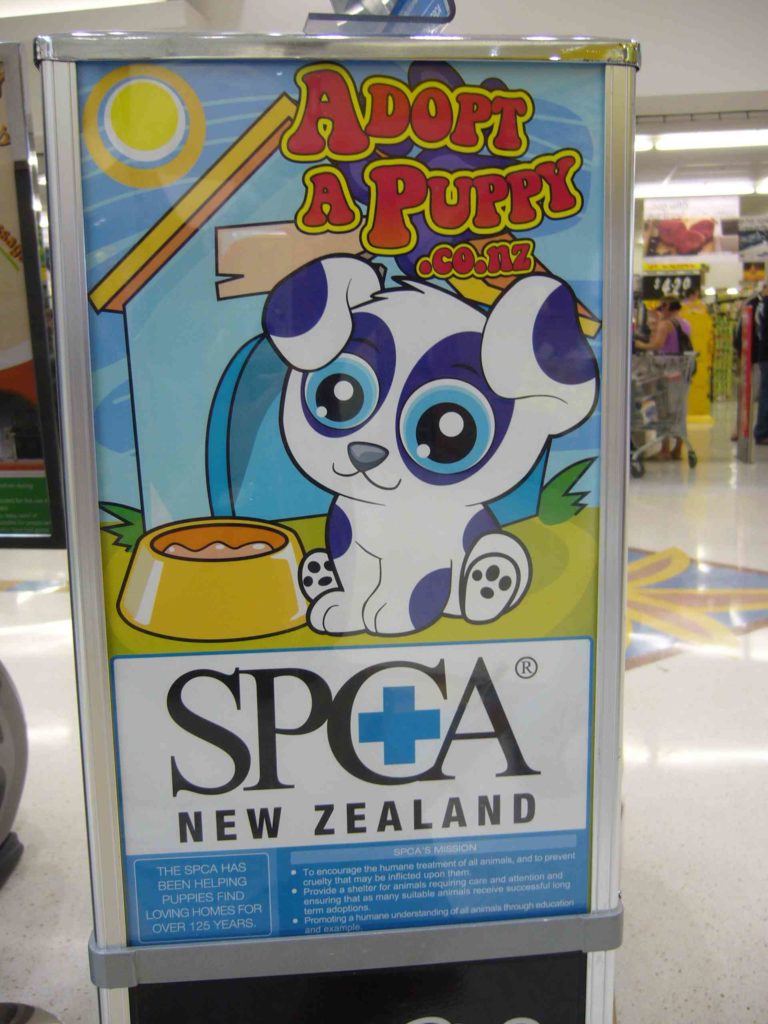 ADOPT
A PUPPY
.co.nz
SPCA®
NEW ZEALAND
THE SPCA HAS
BEEN HELPING
PUPPIES FIND
LOVING HOMES FOR
OVER 125 YEARS.
SPCA'S MISSION
• To encourage the humane treatment of all animals, and to prevent
cruelty that may be inflicted upon them.
• Provide a shelter for animals requiring care and attention and
ensuring that as many suitable animals receive successful long
term adoptions.
• Promoting a humane understanding of all animals through education
and example.